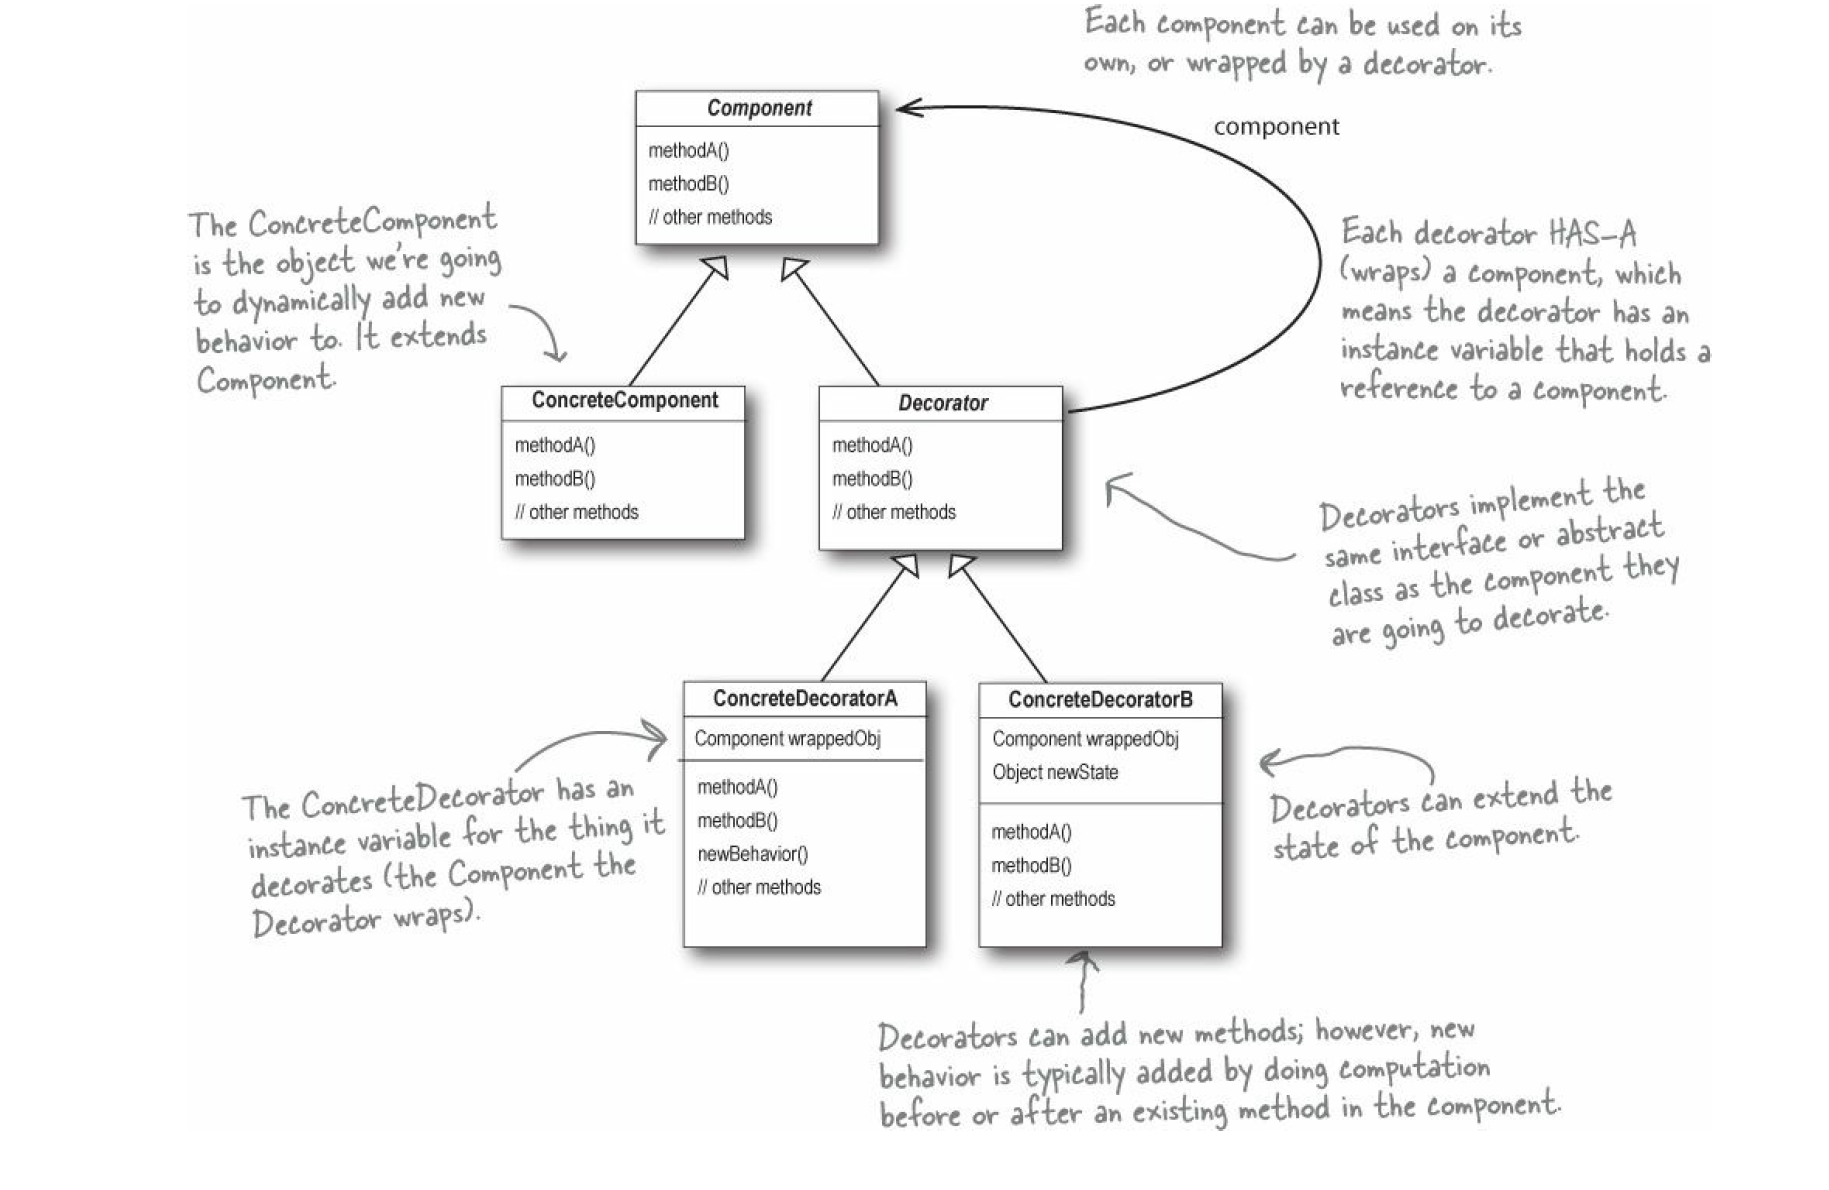 Each component can be used on its
own, or wrapped by a decorator.
Component
methodA()
methodB()
// other methods
component
The ConcreteComponent
is the object we're going
to dynamically add new
behavior to. It extends
Component.
Each decorator HAS-A
(wraps) a component, which
means the decorator has an
instance variable that holds a
reference to a component.
ConcreteComponent
methodA()
methodB()
// other methods
Decorator
methodA()
methodB()
// other methods
Decorators implement the
same interface or abstract
class as the component they
are going to decorate.
ConcreteDecoratorA
Component wrappedObj
methodA()
methodB()
newBehavior()
// other methods
ConcreteDecoratorB
Component wrappedObj
Object newState
methodA()
methodB()
// other methods
The ConcreteDecorator has an
instance variable for the thing it
decorates (the Component the
Decorator wraps).
Decorators can extend the
state of the component.
Decorators can add new methods; however, new
behavior is typically added by doing computation
before or after an existing method in the component.